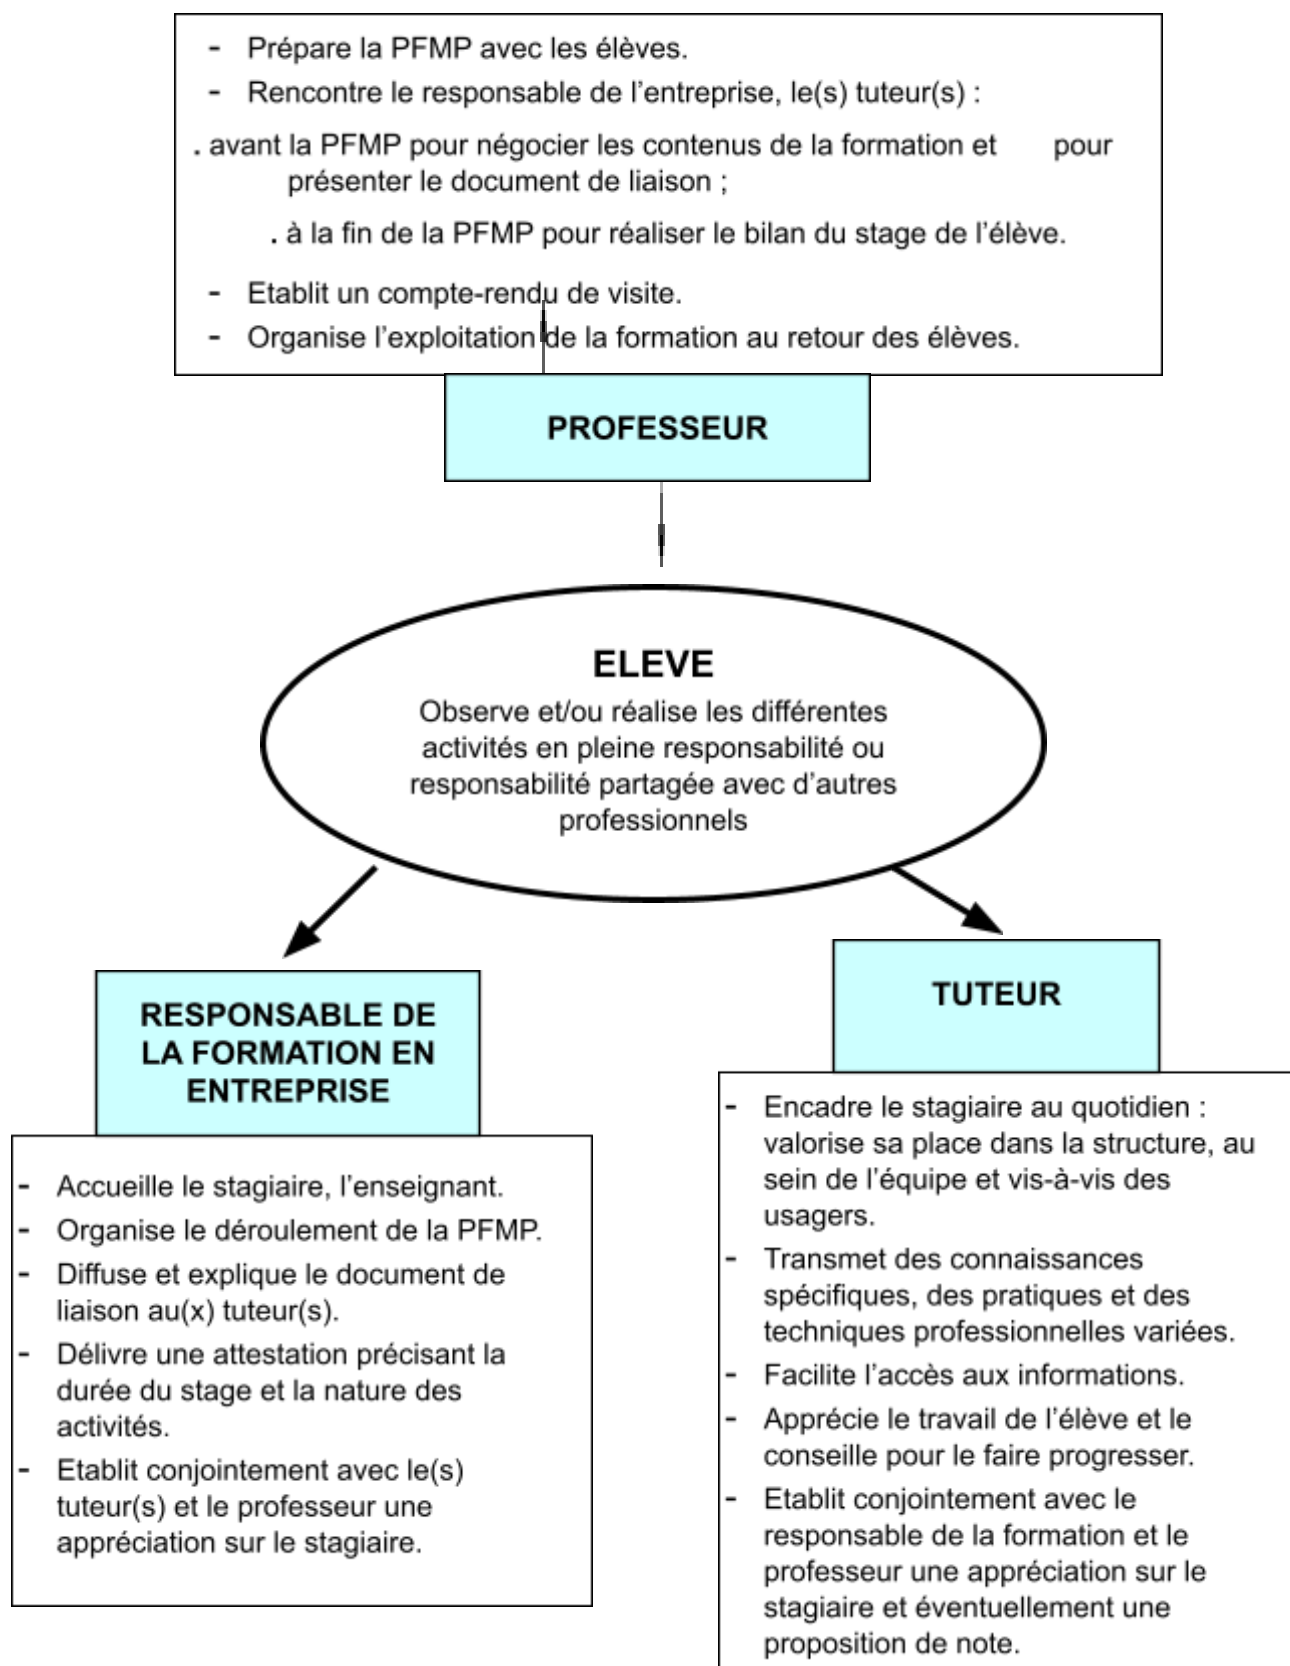 - Prépare la PFMP avec les élèves.
- Rencontre le responsable de l’entreprise, le(s) tuteur(s) :
. avant la PFMP pour négocier les contenus de la formation et pour
présenter le document de liaison ;
. à la fin de la PFMP pour réaliser le bilan du stage de l’élève.
- Etablit un compte-rendu de visite.
- Organise l’exploitation de la formation au retour des élèves.
PROFESSEUR
ELEVE
Observe et/ou réalise les différentes
activités en pleine responsabilité ou
responsabilité partagée avec d’autres
professionnels
RESPONSABLE DE
LA FORMATION EN
ENTREPRISE
- Accueille le stagiaire, l’enseignant.
- Organise le déroulement de la PFMP.
- Diffuse et explique le document de
liaison au(x) tuteur(s).
- Délivre une attestation précisant la
durée du stage et la nature des
activités.
- Etablit conjointement avec le(s)
tuteur(s) et le professeur une
appréciation sur le stagiaire.
TUTEUR
- Encadre le stagiaire au quotidien :
valorise sa place dans la structure, au
sein de l’équipe et vis-à-vis des
usagers.
- Transmet des connaissances
spécifiques, des pratiques et des
techniques professionnelles variées.
- Facilite l’accès aux informations.
- Apprécie le travail de l’élève et le
conseille pour le faire progresser.
- Etablit conjointement avec le
responsable de la formation et le
professeur une appréciation sur le
stagiaire et éventuellement une
proposition de note.